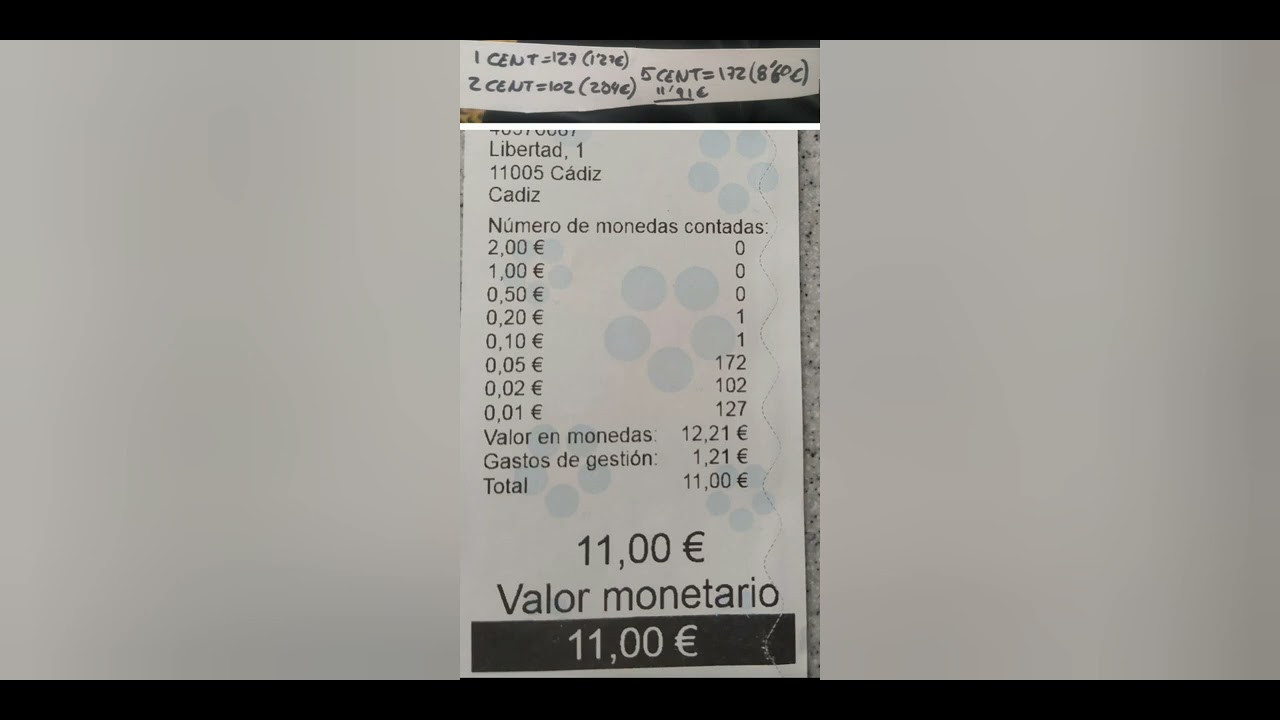 1 CENT=127 (1'27€)
2 CENT=102 (2'04€)
5 CENT=172 (8'60€)
11'91€
46570087
Libertad, 1
11005 Cádiz
Cadiz
Número de monedas contadas:
2,00 € 0
1,00 € 0
0,50 € 0
0,20 € 1
0,10 € 1
0,05 € 172
0,02 € 102
0,01 € 127
Valor en monedas: 12,21 €
Gastos de gestión: 1,21 €
Total 11,00 €
11,00 €
Valor monetario
11,00 €